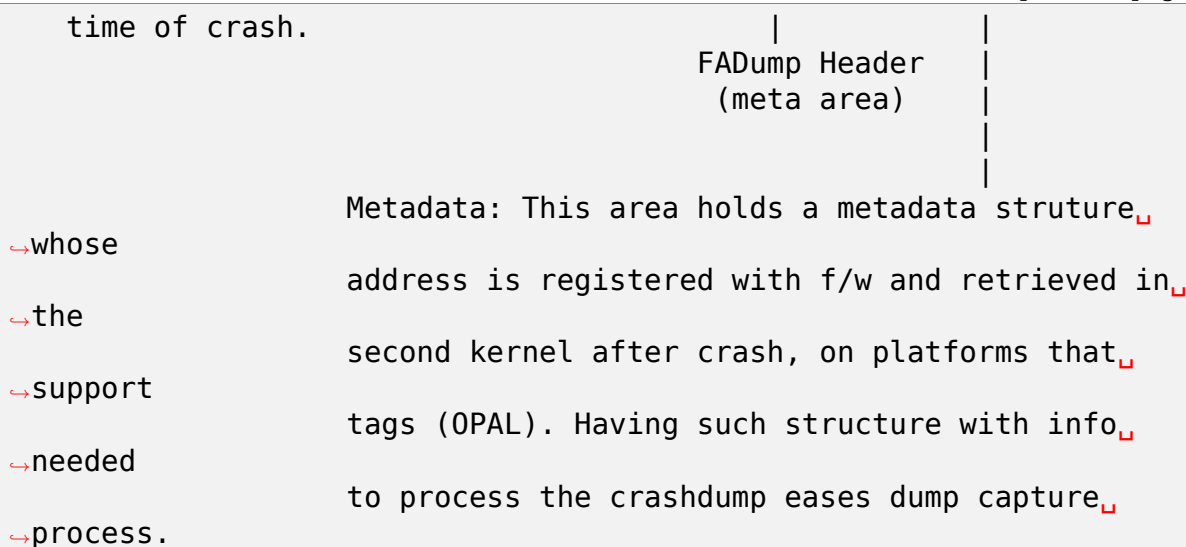 time of crash.                         |           |
                                  FADump Header    |
                                   (meta area)     |
                                                   |
                                                   |
                Metadata: This area holds a metadata struture␣
↪whose
                address is registered with f/w and retrieved in␣
↪the
                second kernel after crash, on platforms that␣
↪support
                tags (OPAL). Having such structure with info␣
↪needed
                to process the crashdump eases dump capture␣
↪process.